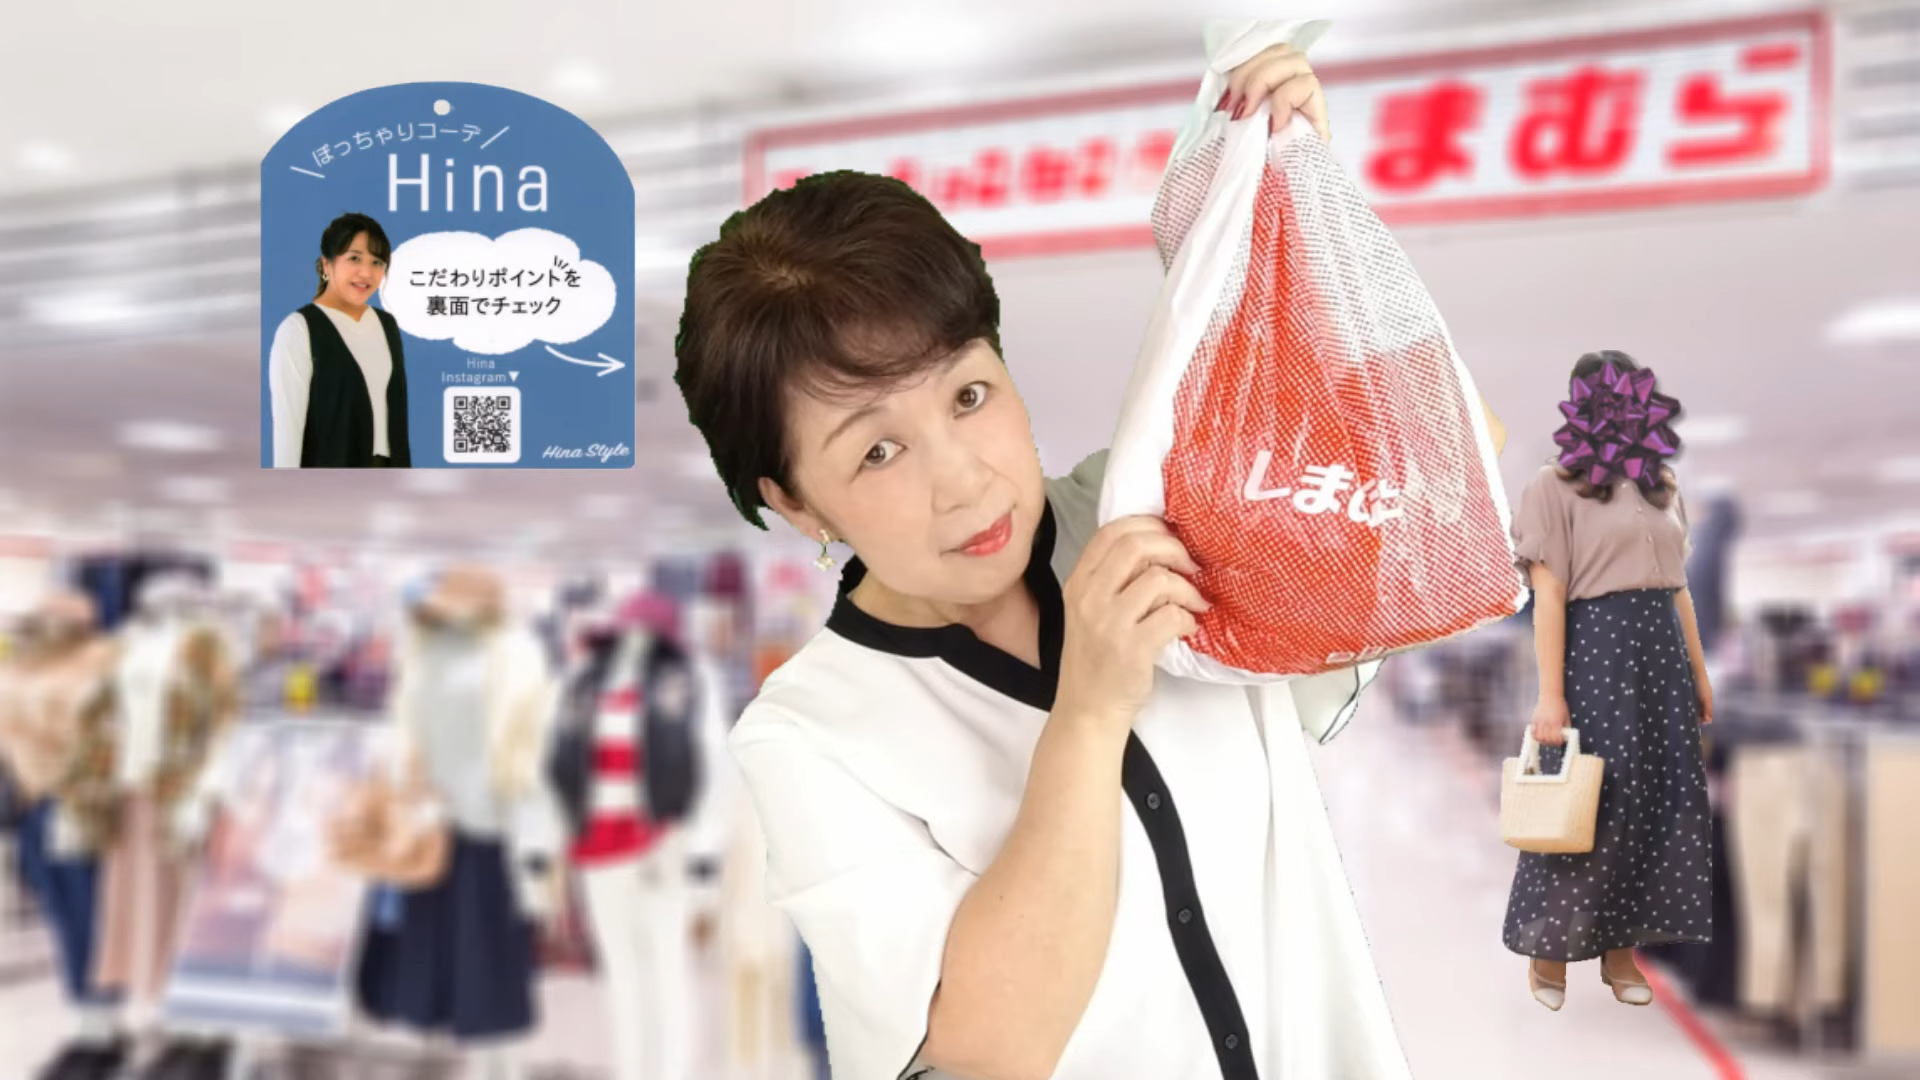 ぽっちゃりコーデ
Hina
こだわりポイントを
裏面でチェック
Hina
Instagram▼
Hina Style
まむら
しまむら